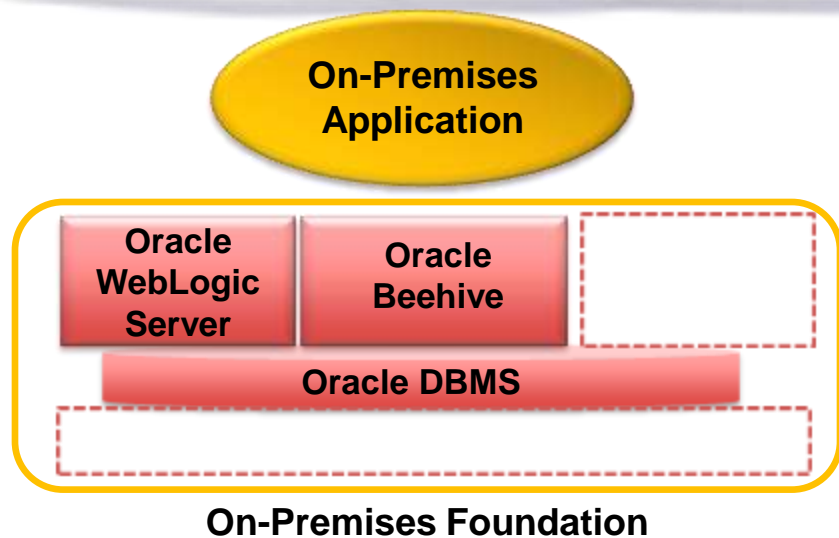 On-Premises
Application
Oracle
WebLogic
Server
Oracle
Beehive
Oracle DBMS
On-Premises Foundation